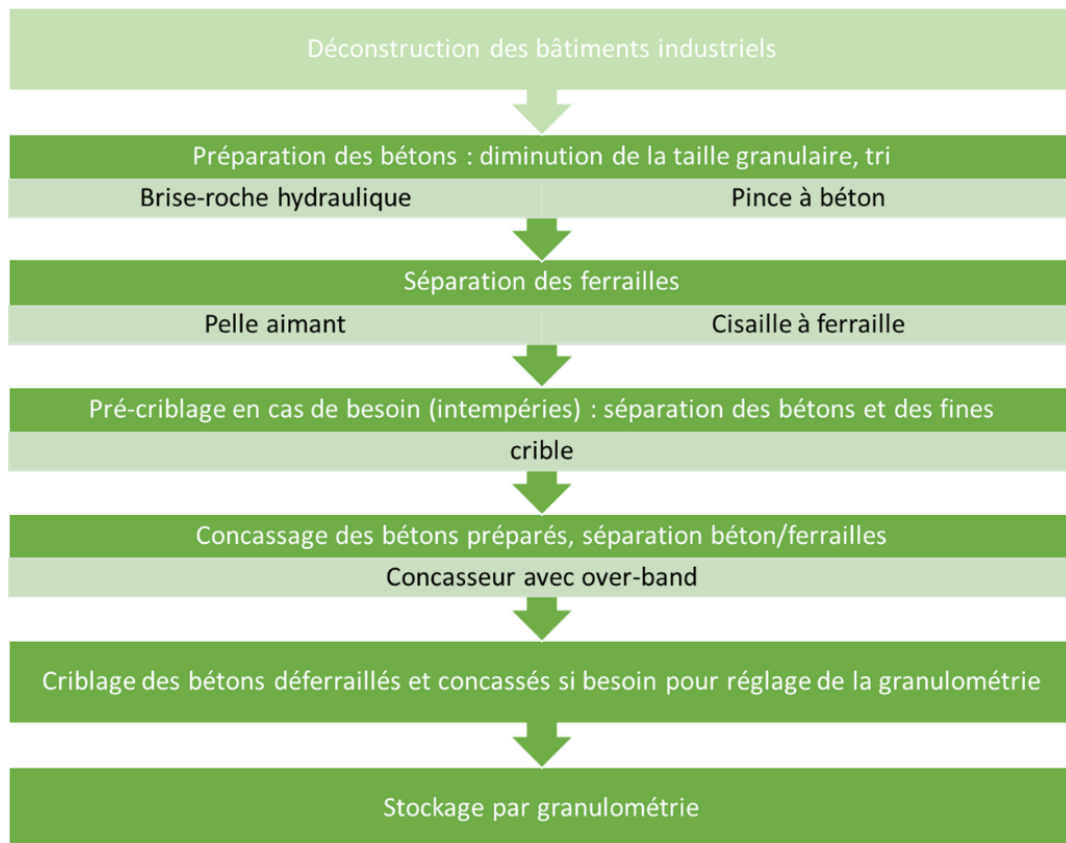 Déconstruction des bâtiments industriels
Préparation des bétons : diminution de la taille granulaire, tri
Brise-roche hydraulique
Pince à béton
Séparation des ferrailles
Pelle aimant
Cisaille à ferraille
Pré-criblage en cas de besoin (intempéries) : séparation des bétons et des fines
crible
Concassage des bétons préparés, séparation béton/ferrailles
Concasseur avec over-band
Criblage des bétons déferraillés et concassés si besoin pour réglage de la granulométrie
Stockage par granulométrie